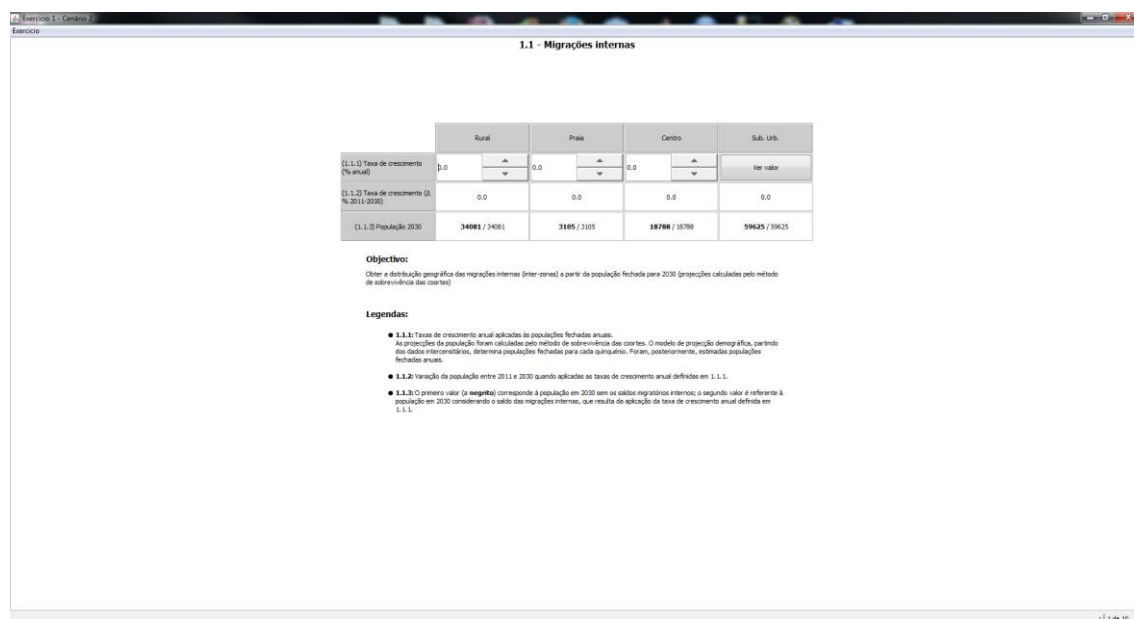 Exercicio 1 - Cenário 2
Exercicio
1.1 - Migrações internas
Rural Praia Centro Sub. Urb.
(1.1.1) Taxa de crescimento
(% anual)
0.0 0.0 0.0 Ver valor
(1.1.2) Taxa de crescimento (Δ
% 2011-2030)
0.0 0.0 0.0 0.0
(1.1.3) População 2030 34081 / 34081 3105 / 3105 18788 / 18788 59625 / 59625
Objectivo:
Obter a distribuição geográfica das migrações internas (inter-zonas) a partir da população fechada para 2030 (projecções calculadas pelo método
de sobrevivência das coortes)
Legendas:
1.1.1: Taxas de crescimento anual aplicadas às populações fechadas anuais.
As projecções da população foram calculadas pelo método de sobrevivência das coortes. O modelo de projecção demográfica, partindo
dos dados intercensitários, determina populações fechadas para cada quinquénio. Foram, posteriormente, estimadas populações
fechadas anuais.
1.1.2: Variação da população entre 2011 e 2030 quando aplicadas as taxas de crescimento anual definidas em 1.1.1.
1.1.3: O primeiro valor (a negrito) corresponde à população em 2030 sem os saldos migratórios internos; o segundo valor é referente à
população em 2030 considerando o saldo das migrações internas, que resulta da aplicação da taxa de crescimento anual definida em
1.1.1.
1 de 10